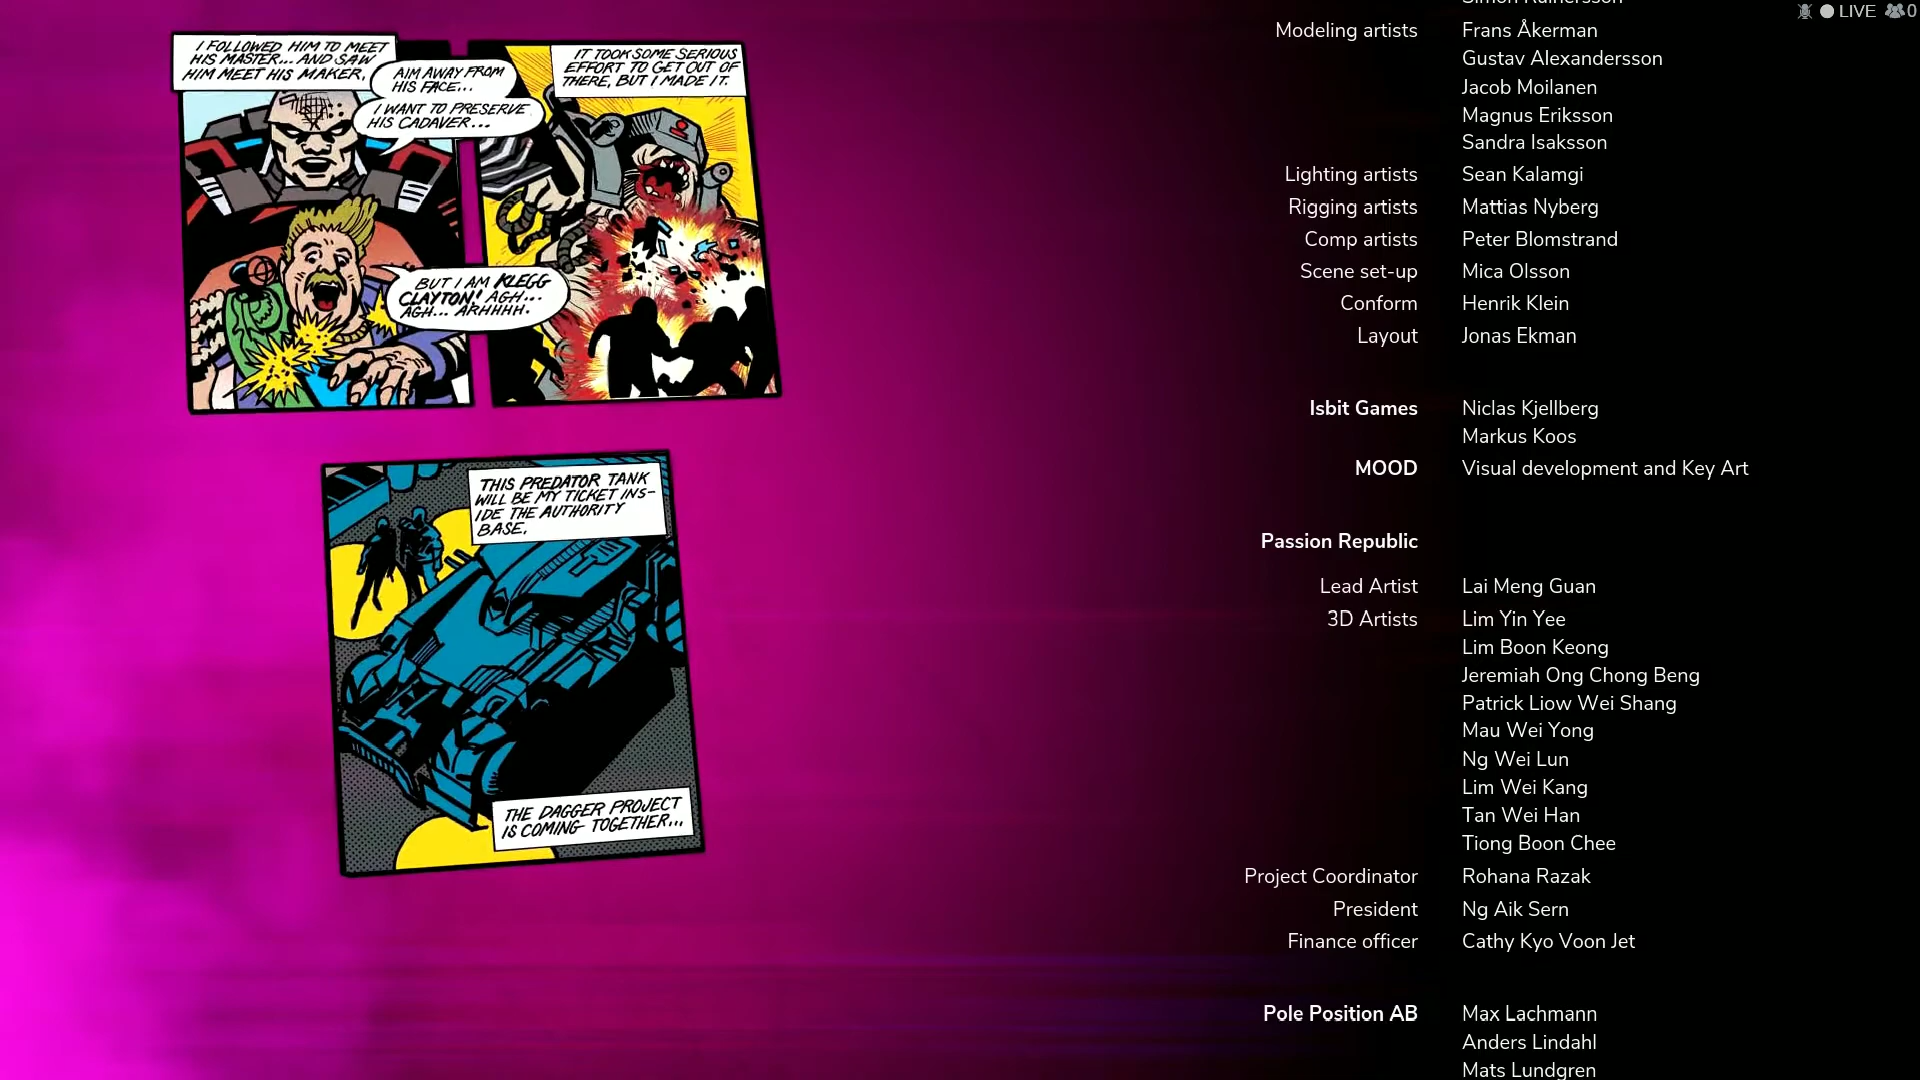 I FOLLOWED HIM TO MEET
HIS MASTER... AND SAW
HIM MEET HIS MAKER.
AIM AWAY FROM
HIS FACE...
I WANT TO PRESERVE
HIS CADAVER...
BUT I AM KLEGG
CLAYTON! AGH...
AGH... ARHHHH.
IT TOOK SOME SERIOUS
EFFORT TO GET OUT OF
THERE, BUT I MADE IT.
THIS PREDATOR TANK
WILL BE MY TICKET INS-
IDE THE AUTHORITY
BASE.
THE DAGGER PROJECT
IS COMING TOGETHER...
LIVE 0
Modeling artists Frans Åkerman
Gustav Alexandersson
Jacob Moilanen
Magnus Eriksson
Sandra Isaksson
Lighting artists Sean Kalamgi
Rigging artists Mattias Nyberg
Comp artists Peter Blomstrand
Scene set-up Mica Olsson
Conform Henrik Klein
Layout Jonas Ekman
Isbit Games Niclas Kjellberg
Markus Koos
MOOD Visual development and Key Art
Passion Republic
Lead Artist Lai Meng Guan
3D Artists Lim Yin Yee
Lim Boon Keong
Jeremiah Ong Chong Beng
Patrick Liow Wei Shang
Mau Wei Yong
Ng Wei Lun
Lim Wei Kang
Tan Wei Han
Tiong Boon Chee
Project Coordinator Rohana Razak
President Ng Aik Sern
Finance officer Cathy Kyo Voon Jet
Pole Position AB Max Lachmann
Anders Lindahl
Mats Lundgren